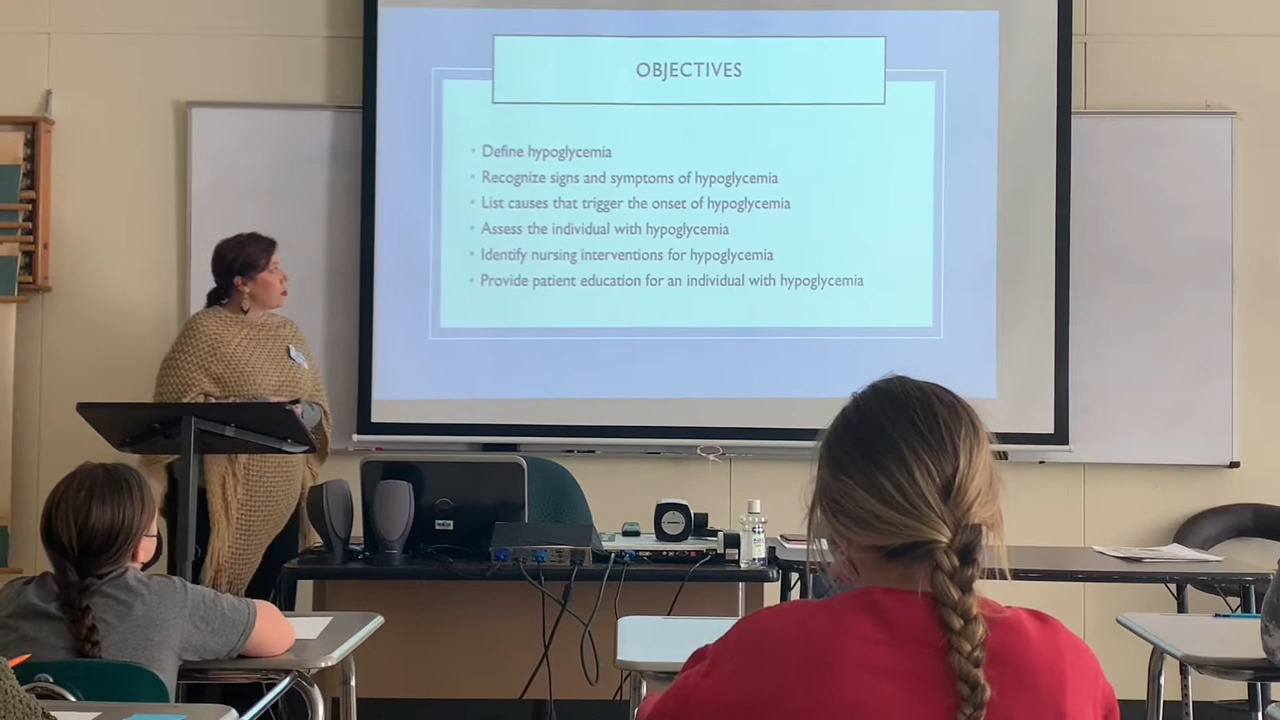 OBJECTIVES
• Define hypoglycemia
• Recognize signs and symptoms of hypoglycemia
• List causes that trigger the onset of hypoglycemia
• Assess the individual with hypoglycemia
• Identify nursing interventions for hypoglycemia
• Provide patient education for an individual with hypoglycemia